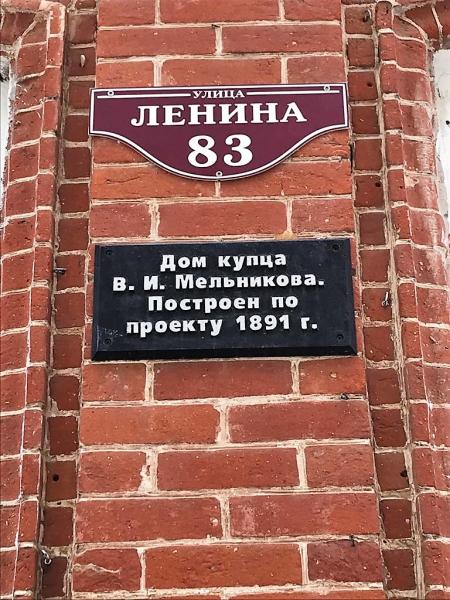 УЛИЦА
ЛЕНИНА
83
Дом купца
В. И. Мельникова.
Построен по
проекту 1891 г.